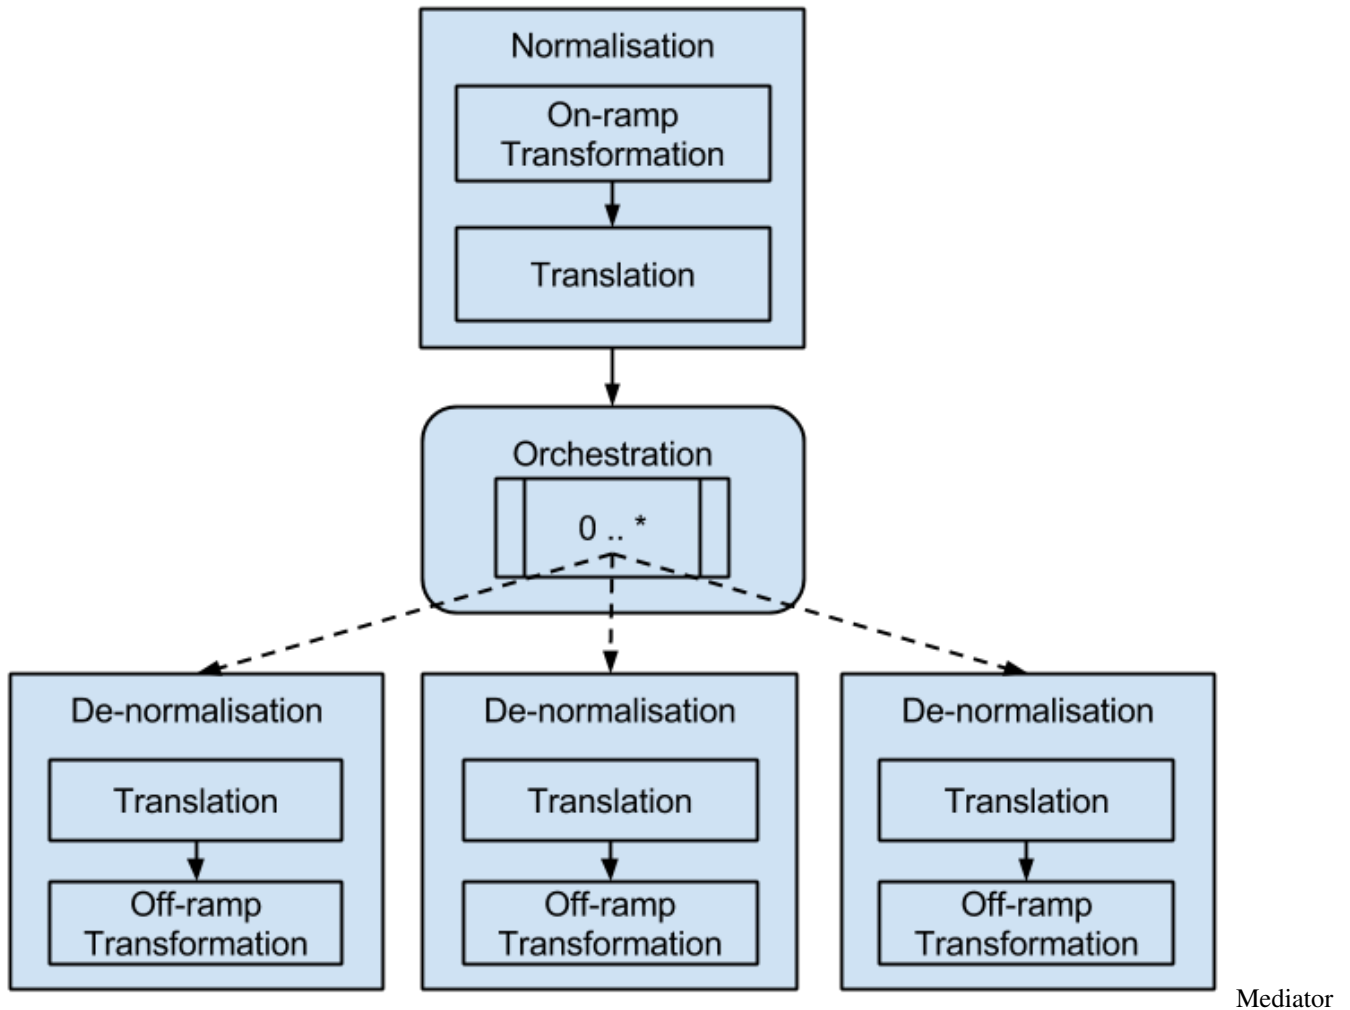 Normalisation
On-ramp
Transformation
Translation
Orchestration
0 .. *
De-normalisation
Translation
Off-ramp
Transformation
De-normalisation
Translation
Off-ramp
Transformation
De-normalisation
Translation
Off-ramp
Transformation
Mediator